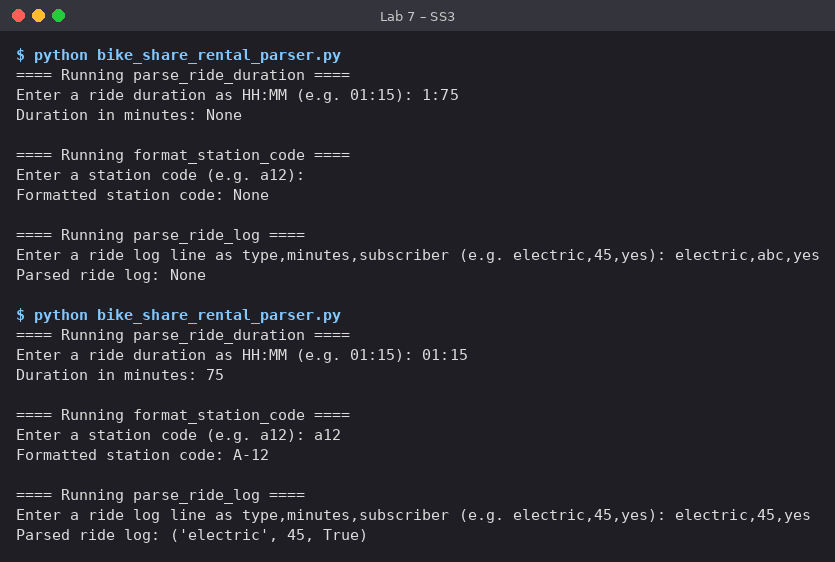 Lab 7 – SS3
$ python bike_share_rental_parser.py
==== Running parse_ride_duration ====
Enter a ride duration as HH:MM (e.g. 01:15): 1:75
Duration in minutes: None
==== Running format_station_code ====
Enter a station code (e.g. a12):
Formatted station code: None
==== Running parse_ride_log ====
Enter a ride log line as type,minutes,subscriber (e.g. electric,45,yes): electric,abc,yes
Parsed ride log: None
$ python bike_share_rental_parser.py
==== Running parse_ride_duration ====
Enter a ride duration as HH:MM (e.g. 01:15): 01:15
Duration in minutes: 75
==== Running format_station_code ====
Enter a station code (e.g. a12): a12
Formatted station code: A-12
==== Running parse_ride_log ====
Enter a ride log line as type,minutes,subscriber (e.g. electric,45,yes): electric,45,yes
Parsed ride log: ('electric', 45, True)